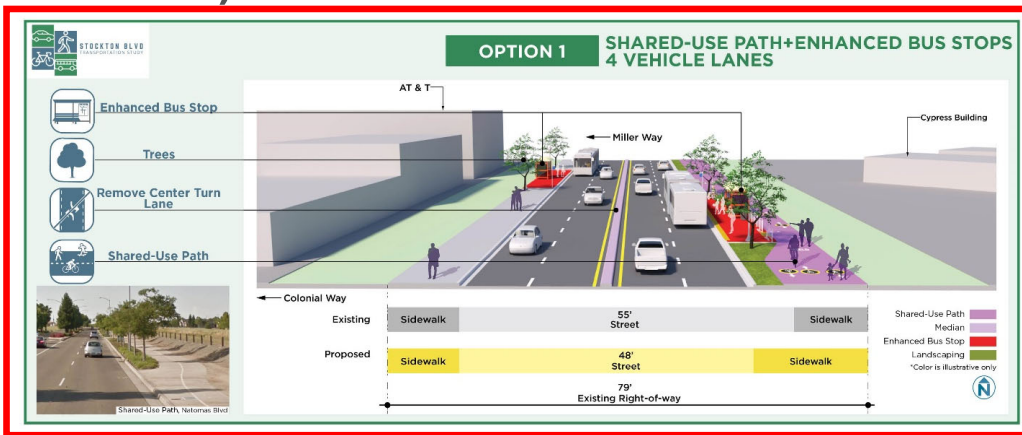 STOCKTON BLVD
TRANSPORTATION STUDY
OPTION 1
SHARED-USE PATH+ENHANCED BUS STOPS
4 VEHICLE LANES
Enhanced Bus Stop
Trees
Remove Center Turn
Lane
Shared-Use Path
AT & T
Miller Way
Cypress Building
Colonial Way
Existing
Sidewalk
55'
Street
Sidewalk
Proposed
Sidewalk
48'
Street
Sidewalk
79'
Existing Right-of-way
Shared-Use Path
Median
Enhanced Bus Stop
Landscaping
*Color is illustrative only
N
Shared-Use Path, Natomas Blvd